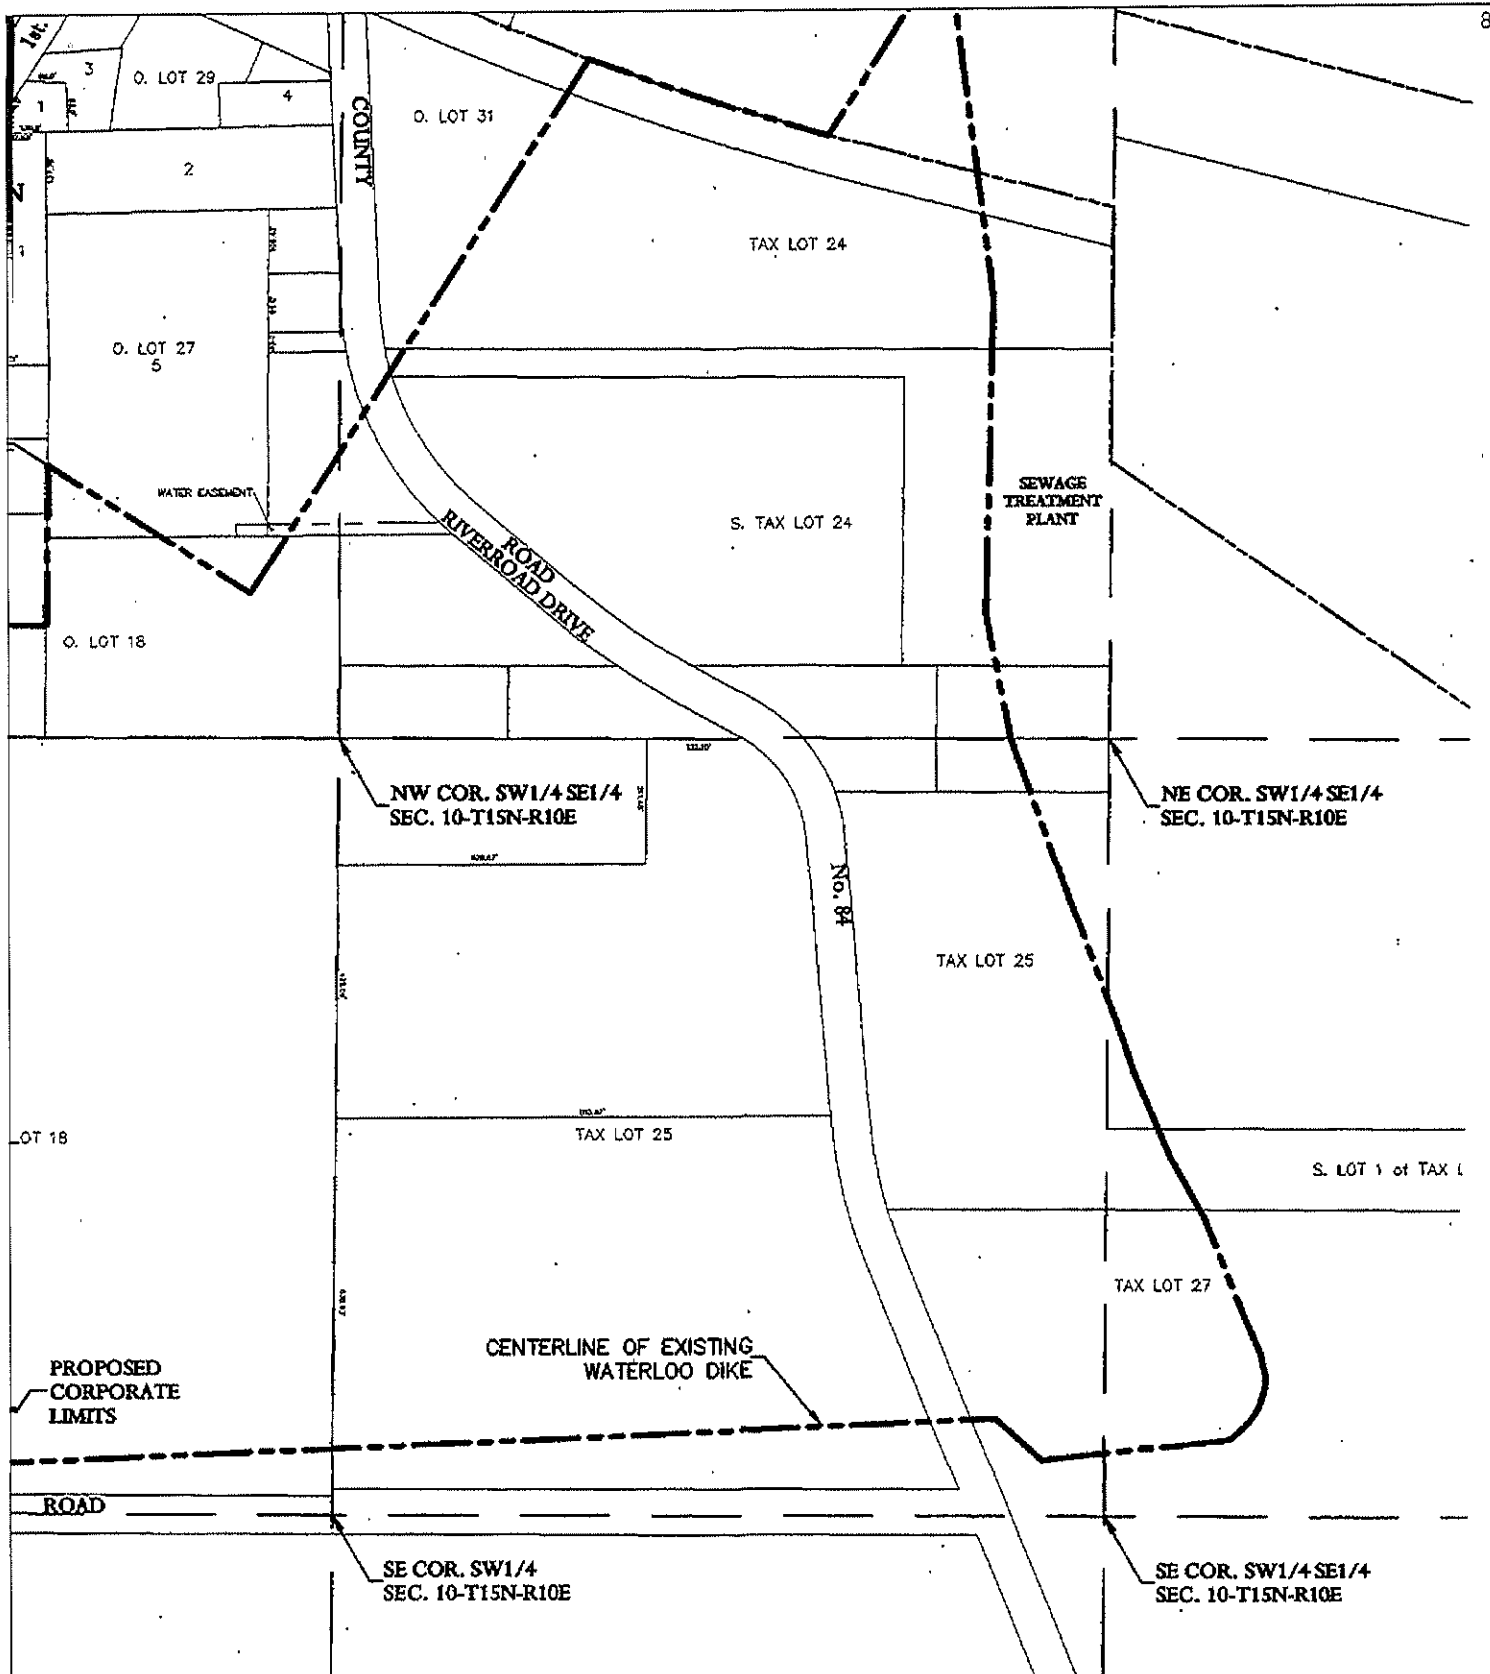 8
1st.
3
O. LOT 29
4
1
O. LOT 31
COUNTY
2
N
1
TAX LOT 24
O. LOT 27
5
WATER EASEMENT
SEWAGE
TREATMENT
PLANT
S. TAX LOT 24
ROAD
RIVERROAD DRIVE
O. LOT 18
NW COR. SW1/4 SE1/4
SEC. 10-T15N-R10E
NE COR. SW1/4 SE1/4
SEC. 10-T15N-R10E
No. 84
TAX LOT 25
OT 18
TAX LOT 25
S. LOT 1 of TAX L
TAX LOT 27
CENTERLINE OF EXISTING
WATERLOO DIKE
PROPOSED
CORPORATE
LIMITS
ROAD
SE COR. SW1/4
SEC. 10-T15N-R10E
SE COR. SW1/4 SE1/4
SEC. 10-T15N-R10E